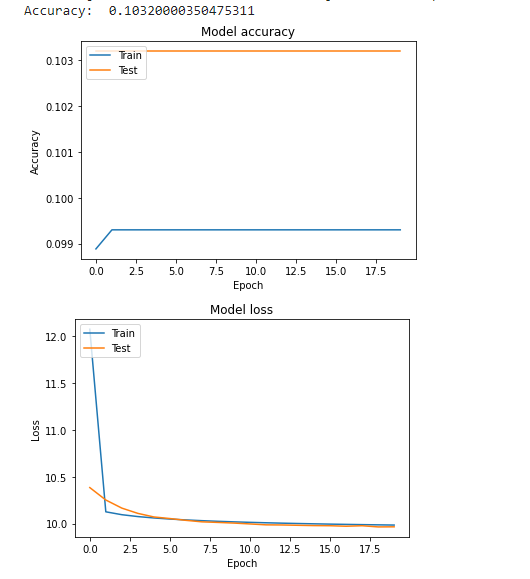 Accuracy:  0.10320000350475311
Model accuracy
Train
Test
0.103
0.102
0.101
0.100
0.099
Accuracy
0.0 2.5 5.0 7.5 10.0 12.5 15.0 17.5
Epoch
Model loss
Train
Test
12.0
11.5
11.0
10.5
10.0
Loss
0.0 2.5 5.0 7.5 10.0 12.5 15.0 17.5
Epoch